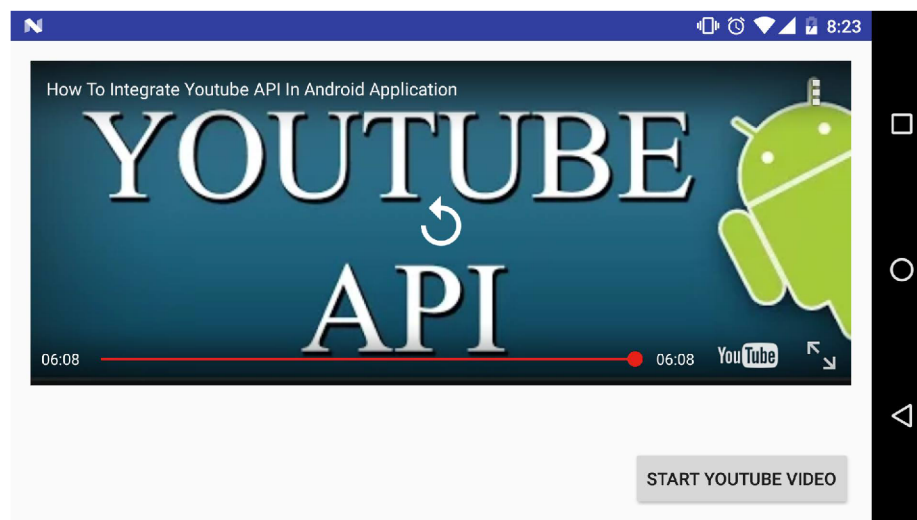 8:23
How To Integrate Youtube API In Android Application
YOUTUBE
API
06:08
06:08
YouTube
START YOUTUBE VIDEO